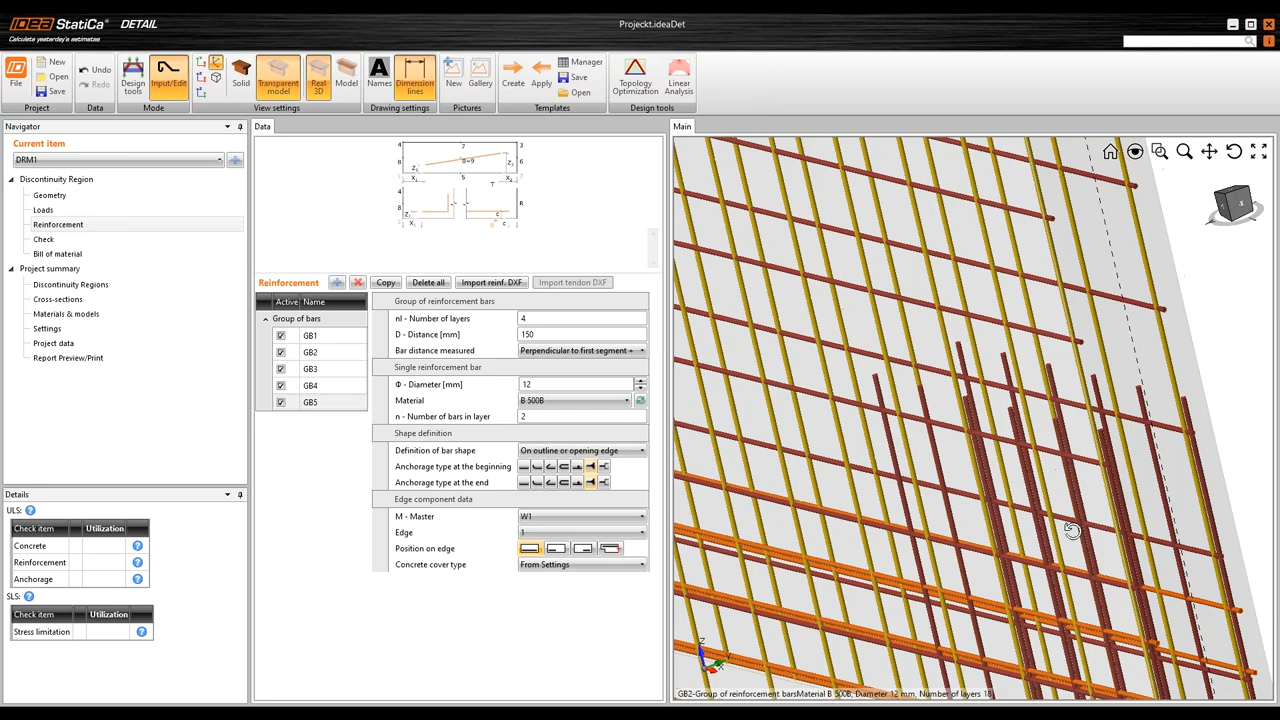 IDEA StatiCa® DETAIL
Calculate yesterday's estimates
Projeckt.ideaDet
File
New
Open
Save
Project
Undo
Redo
Data
Design tools
Input/Edit
Mode
View settings
Solid
Transparent model
Real 3D
Model
Names
Dimension lines
Drawing settings
New
Gallery
Pictures
Create
Apply
Manager
Save
Open
Templates
Topology Optimization
Linear Analysis
Design tools
Navigator
Current item
DRM1
Discontinuity Region
Geometry
Loads
Reinforcement
Check
Bill of material
Project summary
Discontinuity Regions
Cross-sections
Materials & models
Settings
Project data
Report Preview/Print
Details
ULS:
Check item Utilization
Concrete
Reinforcement
Anchorage
SLS:
Check item Utilization
Stress limitation
Data
Reinforcement Copy Delete all Import reinf. DXF Import tendon DXF
Active Name
Group of bars
GB1
GB2
GB3
GB4
GB5
Group of reinforcement bars
nl - Number of layers 4
D - Distance [mm] 150
Bar distance measured Perpendicular to first segment +
Single reinforcement bar
Φ - Diameter [mm] 12
Material B 500B
n - Number of bars in layer 2
Shape definition
Definition of bar shape On outline or opening edge
Anchorage type at the beginning
Anchorage type at the end
Edge component data
M - Master W1
Edge 1
Position on edge
Concrete cover type From Settings
Main
GB2-Group of reinforcement barsMaterial B 500B, Diameter 12 mm, Number of layers 18